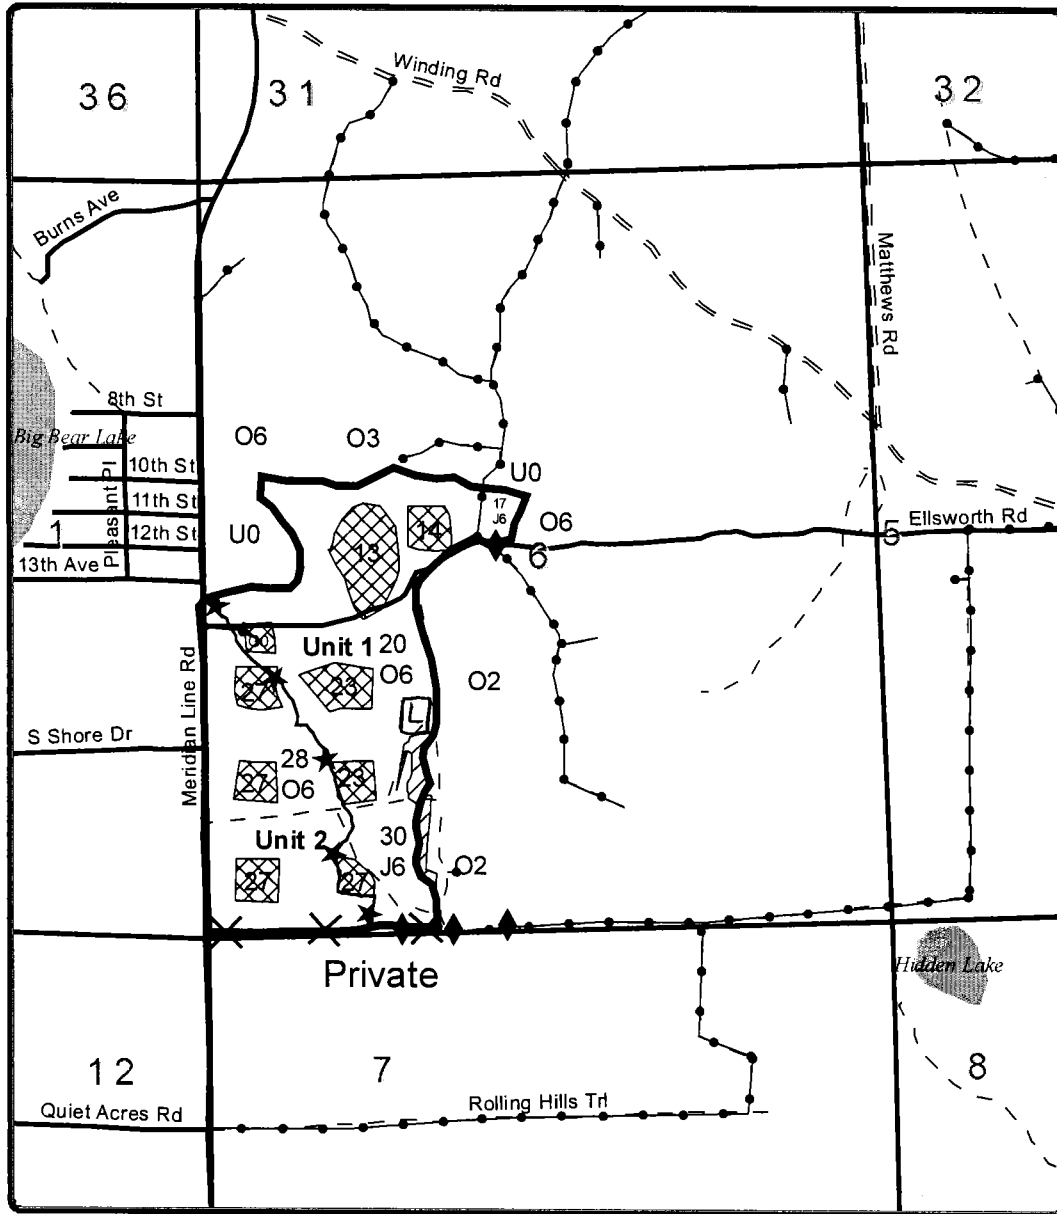 Winding Rd
36
31
32
Burns Ave
Matthews Rd
8th St
Big Bear Lake
O6
O3
Pleasant Pl
10th St
U0
11th St
17
J6
14
Ellsworth Rd
1
12th St
U0
O6
5
13
6
13th Ave
Unit 1
20
O6
27
23
O2
L
Meridian Line Rd
S Shore Dr
28
27
O6
23
Unit 2
30
J6
O2
27
27
Private
Hidden Lake
12
7
8
Quiet Acres Rd
Rolling Hills Trl